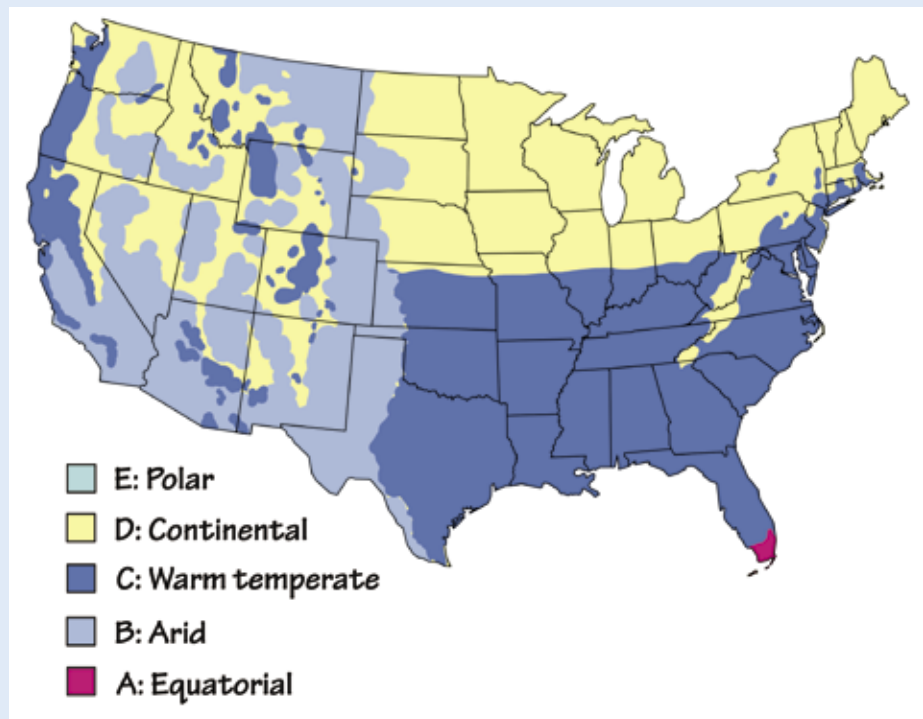 E: Polar
D: Continental
C: Warm temperate
B: Arid
A: Equatorial